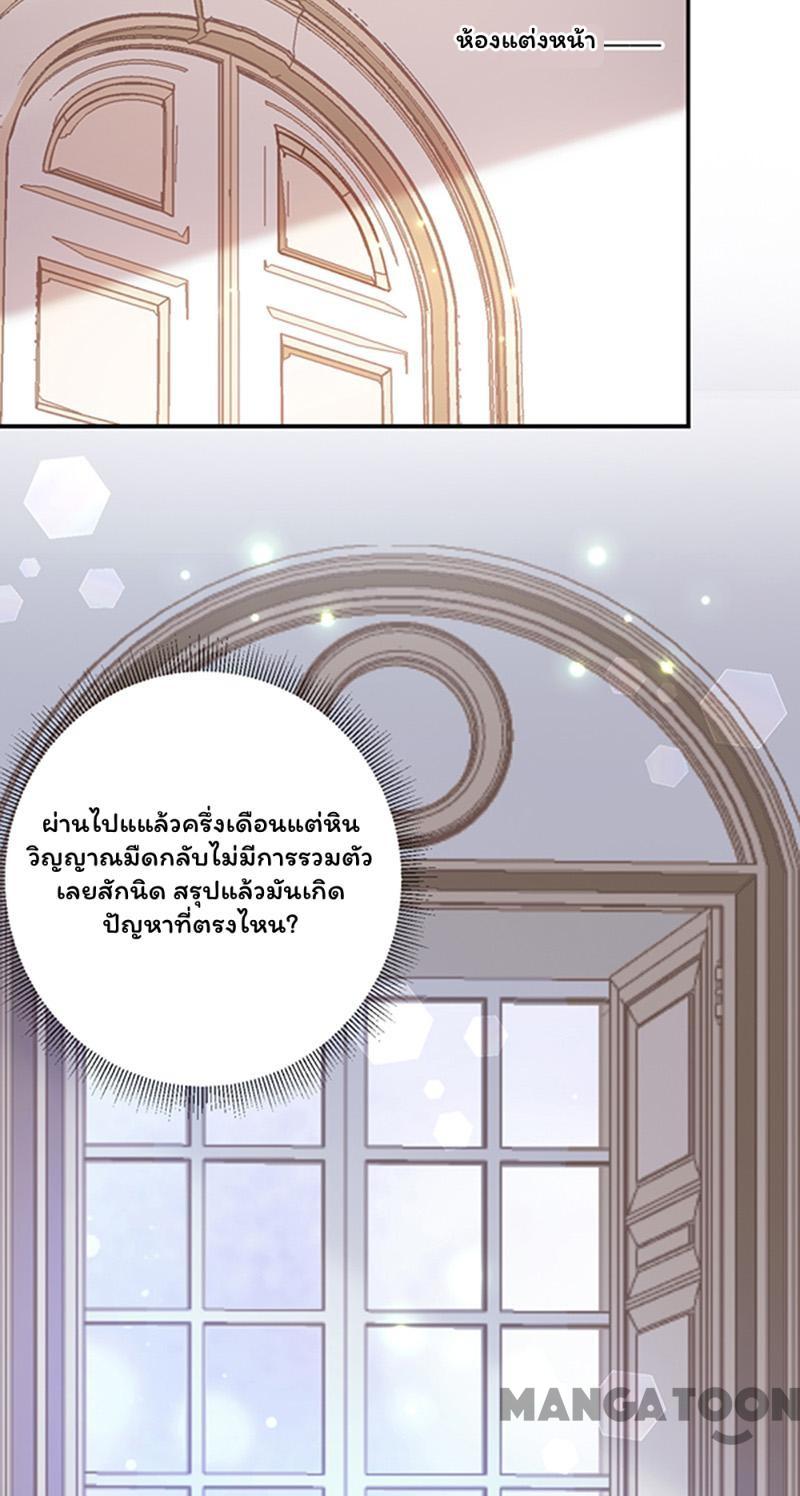 ห้องแต่งหน้า ——
ผ่านไปแแล้วครึ่งเดือนแต่หิน
วิญญาณมืดกลับไม่มีการรวมตัว
เลยสักนิด สรุปแล้วมันเกิด
ปัญหาที่ตรงไหน?
MANGATOON